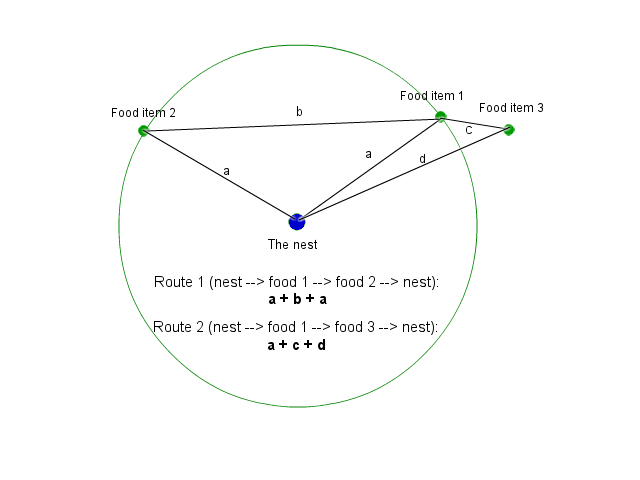 Food item 1
Food item 2
Food item 3
b
c
a
d
a
The nest
Route 1 (nest --> food 1 --> food 2 --> nest):
a + b + a
Route 2 (nest --> food 1 --> food 3 --> nest):
a + c + d